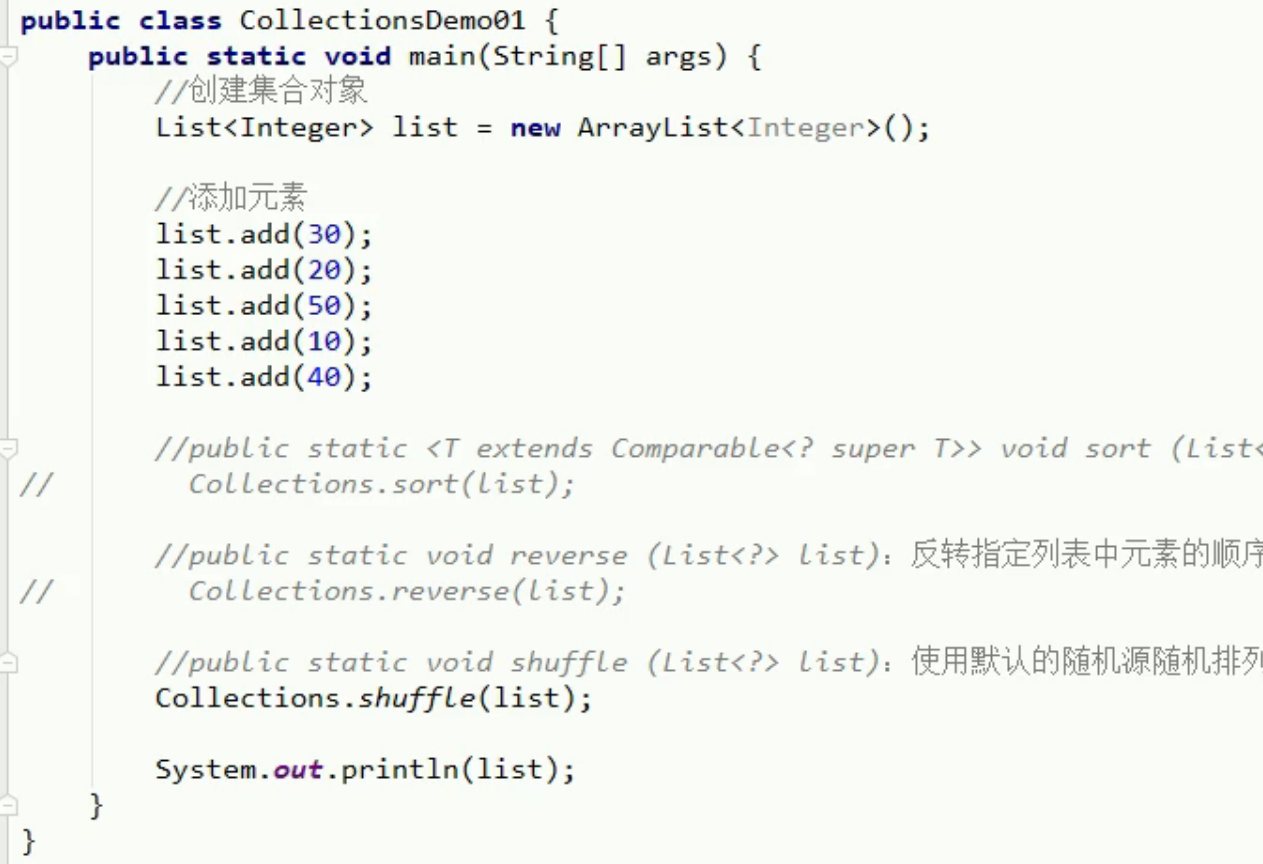 public class CollectionsDemo01 {
    public static void main(String[] args) {
        //创建集合对象
        List<Integer> list = new ArrayList<Integer>();

        //添加元素
        list.add(30);
        list.add(20);
        list.add(50);
        list.add(10);
        list.add(40);

        //public static <T extends Comparable<? super T>> void sort (List<
//        Collections.sort(list);

        //public static void reverse (List<?> list)：反转指定列表中元素的顺序
//        Collections.reverse(list);

        //public static void shuffle (List<?> list)：使用默认的随机源随机排列
        Collections.shuffle(list);

        System.out.println(list);
    }
}